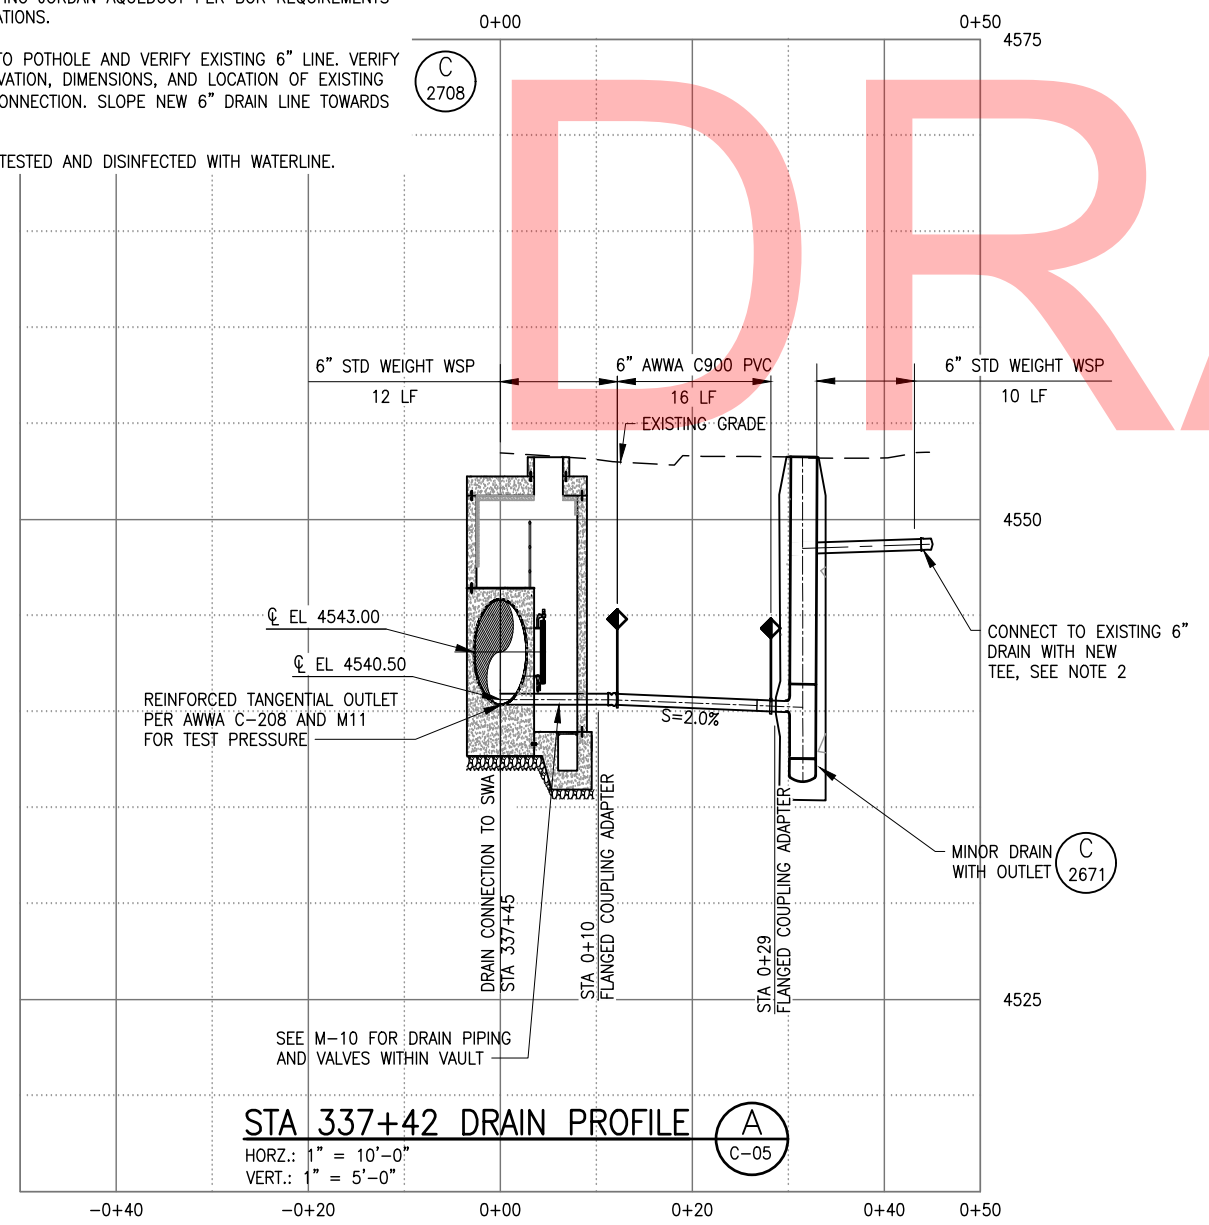 ING JORDAN AQUEDUCT PER BOR REQUIREMENTS
ATIONS.
TO POTHOLE AND VERIFY EXISTING 6" LINE. VERIFY
VATION, DIMENSIONS, AND LOCATION OF EXISTING
ONNECTION. SLOPE NEW 6" DRAIN LINE TOWARDS
TESTED AND DISINFECTED WITH WATERLINE.
C
2708
0+00
0+50
4575
DRA
6" STD WEIGHT WSP
12 LF
6" AWWA C900 PVC
16 LF
6" STD WEIGHT WSP
10 LF
EXISTING GRADE
4550
℄ EL 4543.00
℄ EL 4540.50
REINFORCED TANGENTIAL OUTLET
PER AWWA C-208 AND M11
FOR TEST PRESSURE
S=2.0%
CONNECT TO EXISTING 6"
DRAIN WITH NEW
TEE, SEE NOTE 2
MINOR DRAIN
WITH OUTLET
C
2671
DRAIN CONNECTION TO SWA
STA 337+45
STA 0+10
FLANGED COUPLING ADAPTER
STA 0+29
FLANGED COUPLING ADAPTER
4525
SEE M-10 FOR DRAIN PIPING
AND VALVES WITHIN VAULT
STA 337+42 DRAIN PROFILE
A
C-05
HORZ.: 1" = 10'-0"
VERT.: 1" = 5'-0"
-0+40
-0+20
0+00
0+20
0+40
0+50